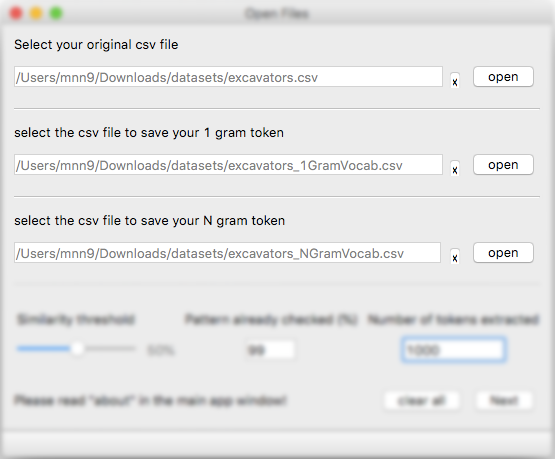 Open Files
Select your original csv file
/Users/mnn9/Downloads/datasets/excavators.csv x open
select the csv file to save your 1 gram token
/Users/mnn9/Downloads/datasets/excavators_1GramVocab.csv x open
select the csv file to save your N gram token
/Users/mnn9/Downloads/datasets/excavators_NGramVocab.csv x open
Similarity threshold Pattern already checked (%) Number of tokens extracted
50% 99 1000
Please read "about" in the main app window! clear all Next